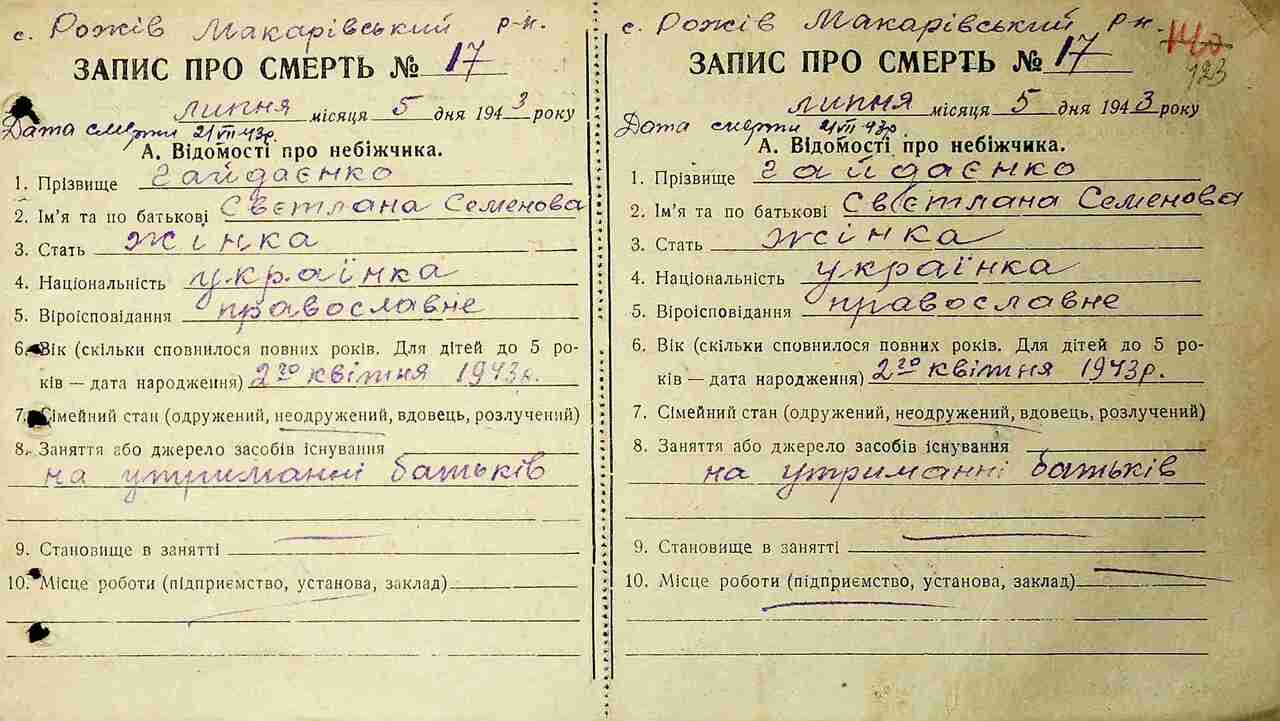 с. Рожів Макарівський р-н.
ЗАПИС ПРО СМЕРТЬ № 17
липня місяця 5 дня 1943 року
Дата смерти 21 VII 43р.
А. Відомості про небіжчика.
1. Прізвище Гайдаєнко
2. Ім'я та по батькові Свєтлана Семенова
3. Стать жінка
4. Національність українка
5. Віроісповідання православне
6. Вік (скільки сповнилося повних років. Для дітей до 5 ро-
ків — дата народження) 2го квітня 1943р.
7. Сімейний стан (одружений, неодружений, вдовець, розлучений)
8. Заняття або джерело засобів існування
на утриманні батьків
9. Становище в занятті
10. Місце роботи (підприємство, установа, заклад)
с. Рожів Макарівський р-н.
123
ЗАПИС ПРО СМЕРТЬ № 17
липня місяця 5 дня 1943 року
Дата смерти 21 VII 43р.
А. Відомості про небіжчика.
1. Прізвище Гайдаєнко
2. Ім'я та по батькові Свєтлана Семенова
3. Стать жінка
4. Національність українка
5. Віроісповідання православне
6. Вік (скільки сповнилося повних років. Для дітей до 5 ро-
ків — дата народження) 2го квітня 1943р.
7. Сімейний стан (одружений, неодружений, вдовець, розлучений)
8. Заняття або джерело засобів існування
на утриманні батьків
9. Становище в занятті
10. Місце роботи (підприємство, установа, заклад)